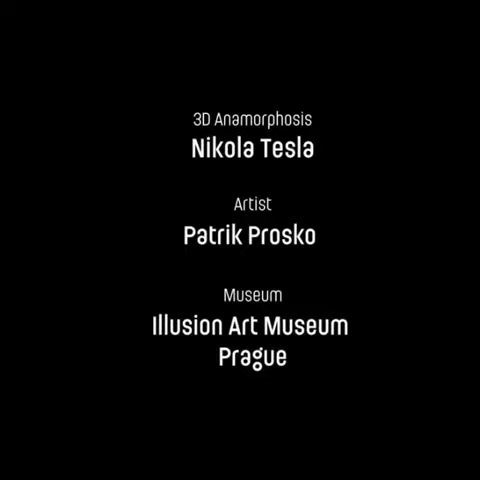 3D Anamorphosis
Nikola Tesla
Artist
Patrik Prosko
Museum
Illusion Art Museum
Prague